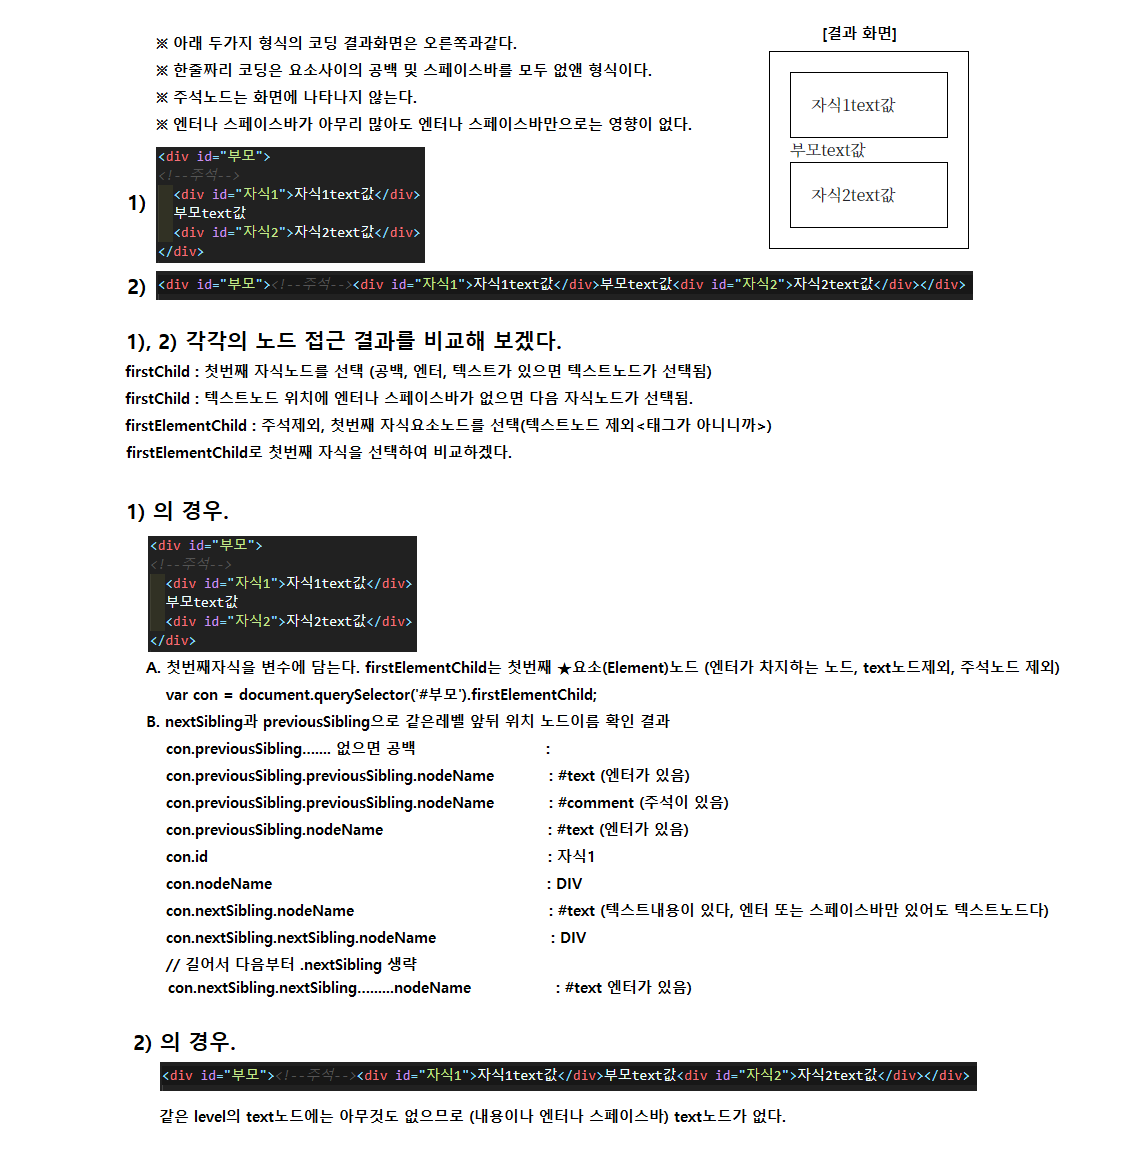 ※ 아래 두가지 형식의 코딩 결과화면은 오른쪽과같다.
※ 한줄짜리 코딩은 요소사이의 공백 및 스페이스바를 모두 없앤 형식이다.
※ 주석노드는 화면에 나타나지 않는다.
※ 엔터나 스페이스바가 아무리 많아도 엔터나 스페이스바만으로는 영향이 없다.
[결과 화면]
자식1text값
부모text값
자식2text값
1)
<div id="부모">
<!--주석-->
<div id="자식1">자식1text값</div>
부모text값
<div id="자식2">자식2text값</div>
</div>
2) <div id="부모"><!--주석--><div id="자식1">자식1text값</div>부모text값<div id="자식2">자식2text값</div></div>
1), 2) 각각의 노드 접근 결과를 비교해 보겠다.
firstChild : 첫번째 자식노드를 선택 (공백, 엔터, 텍스트가 있으면 텍스트노드가 선택됨)
firstChild : 텍스트노드 위치에 엔터나 스페이스바가 없으면 다음 자식노드가 선택됨.
firstElementChild : 주석제외, 첫번째 자식요소노드를 선택(텍스트노드 제외<태그가 아니니까>)
firstElementChild로 첫번째 자식을 선택하여 비교하겠다.
1) 의 경우.
<div id="부모">
<!--주석-->
<div id="자식1">자식1text값</div>
부모text값
<div id="자식2">자식2text값</div>
</div>
A. 첫번째자식을 변수에 담는다. firstElementChild는 첫번째 ★요소(Element)노드 (엔터가 차지하는 노드, text노드제외, 주석노드 제외)
var con = document.querySelector('#부모').firstElementChild;
B. nextSibling과 previousSibling으로 같은레벨 앞뒤 위치 노드이름 확인 결과
con.previousSibling....... 없으면 공백 :
con.previousSibling.previousSibling.nodeName : #text (엔터가 있음)
con.previousSibling.previousSibling.nodeName : #comment (주석이 있음)
con.previousSibling.nodeName : #text (엔터가 있음)
con.id : 자식1
con.nodeName : DIV
con.nextSibling.nodeName : #text (텍스트내용이 있다, 엔터 또는 스페이스바만 있어도 텍스트노드다)
con.nextSibling.nextSibling.nodeName : DIV
// 길어서 다음부터 .nextSibling 생략
con.nextSibling.nextSibling.........nodeName : #text 엔터가 있음)
2) 의 경우.
<div id="부모"><!--주석--><div id="자식1">자식1text값</div>부모text값<div id="자식2">자식2text값</div></div>
같은 level의 text노드에는 아무것도 없으므로 (내용이나 엔터나 스페이스바) text노드가 없다.